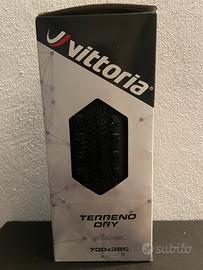 vittoria®
TERRENO
DRY
700x38C
subito